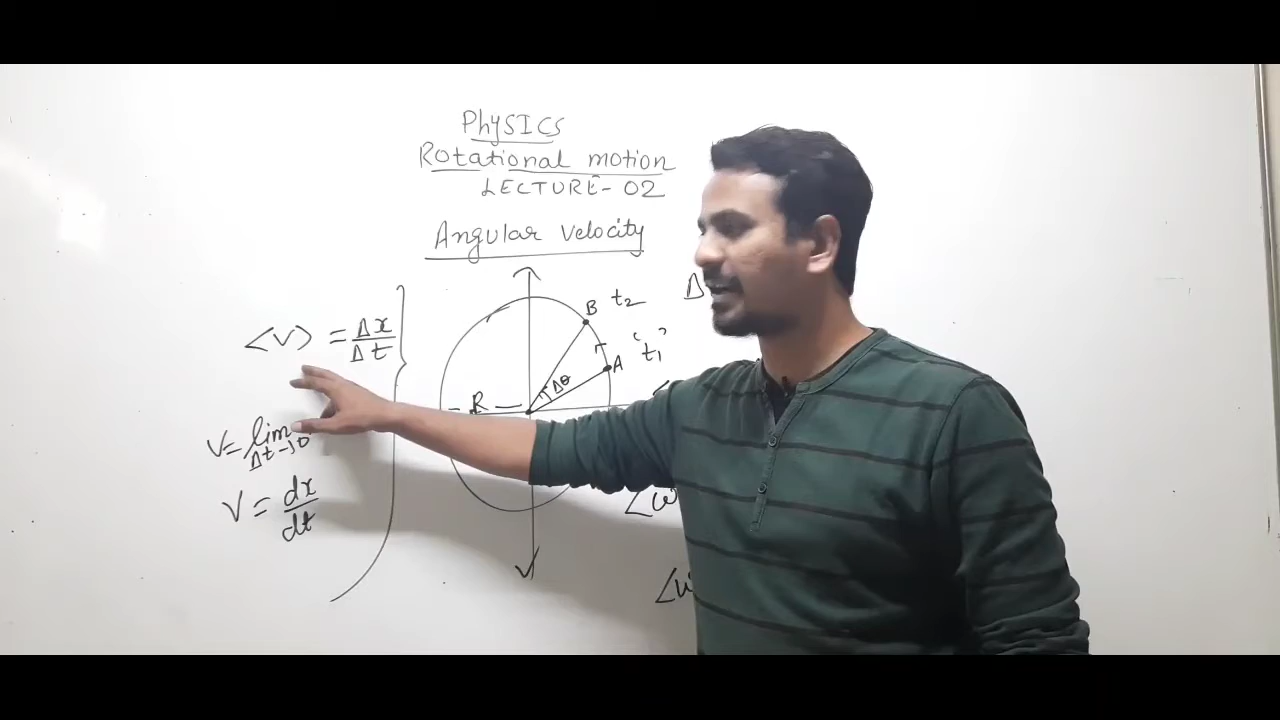 PhySICS
Rotational motion
LECTURE-02
Angular velocity
<v> = Δx/Δt
v = lim Δt→0
v = dx/dt
B t₂
't₁'
A
Δθ
R
Δ
<ω